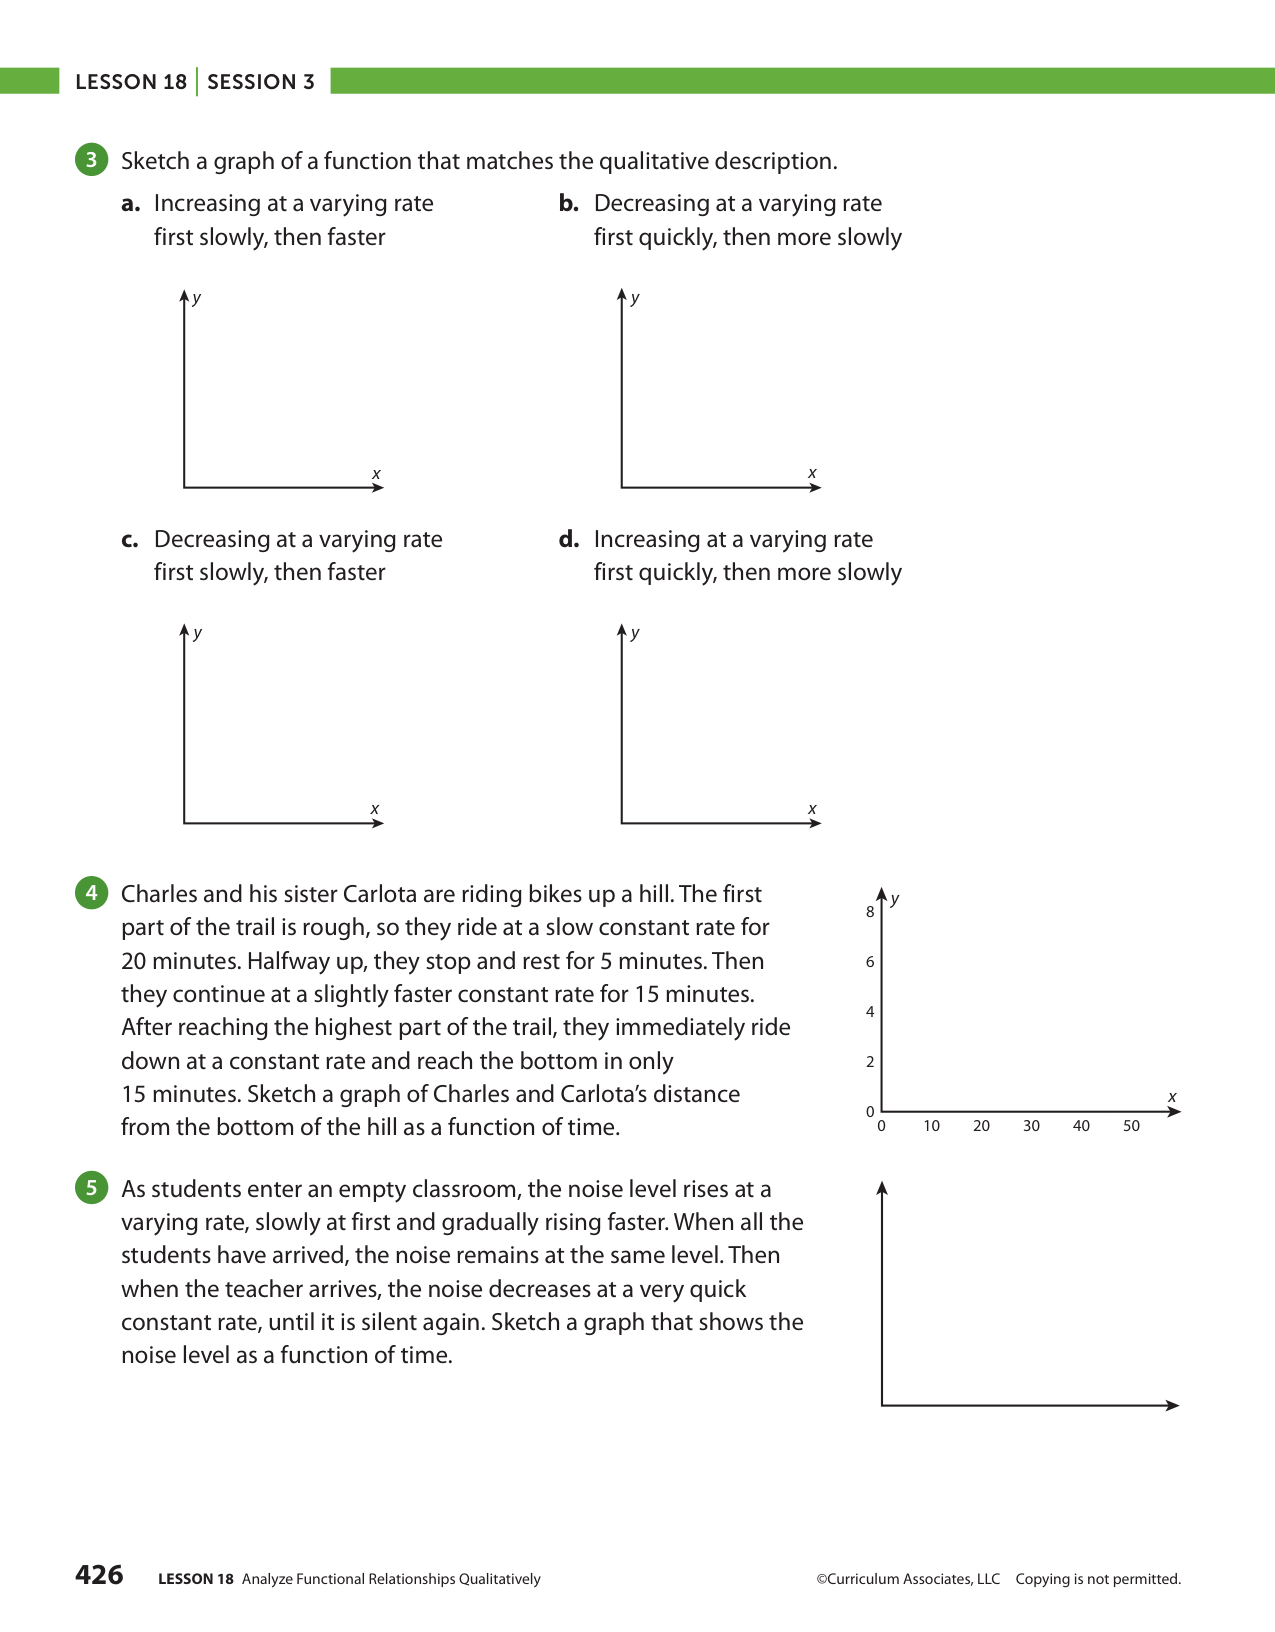 LESSON 18 | SESSION 3
3 Sketch a graph of a function that matches the qualitative description.
a. Increasing at a varying rate
first slowly, then faster
b. Decreasing at a varying rate
first quickly, then more slowly
y
x
y
x
c. Decreasing at a varying rate
first slowly, then faster
d. Increasing at a varying rate
first quickly, then more slowly
y
x
y
x
4 Charles and his sister Carlota are riding bikes up a hill. The first
part of the trail is rough, so they ride at a slow constant rate for
20 minutes. Halfway up, they stop and rest for 5 minutes. Then
they continue at a slightly faster constant rate for 15 minutes.
After reaching the highest part of the trail, they immediately ride
down at a constant rate and reach the bottom in only
15 minutes. Sketch a graph of Charles and Carlota’s distance
from the bottom of the hill as a function of time.
y
8
6
4
2
0
x
0 10 20 30 40 50
5 As students enter an empty classroom, the noise level rises at a
varying rate, slowly at first and gradually rising faster. When all the
students have arrived, the noise remains at the same level. Then
when the teacher arrives, the noise decreases at a very quick
constant rate, until it is silent again. Sketch a graph that shows the
noise level as a function of time.
426 LESSON 18 Analyze Functional Relationships Qualitatively
©Curriculum Associates, LLC Copying is not permitted.